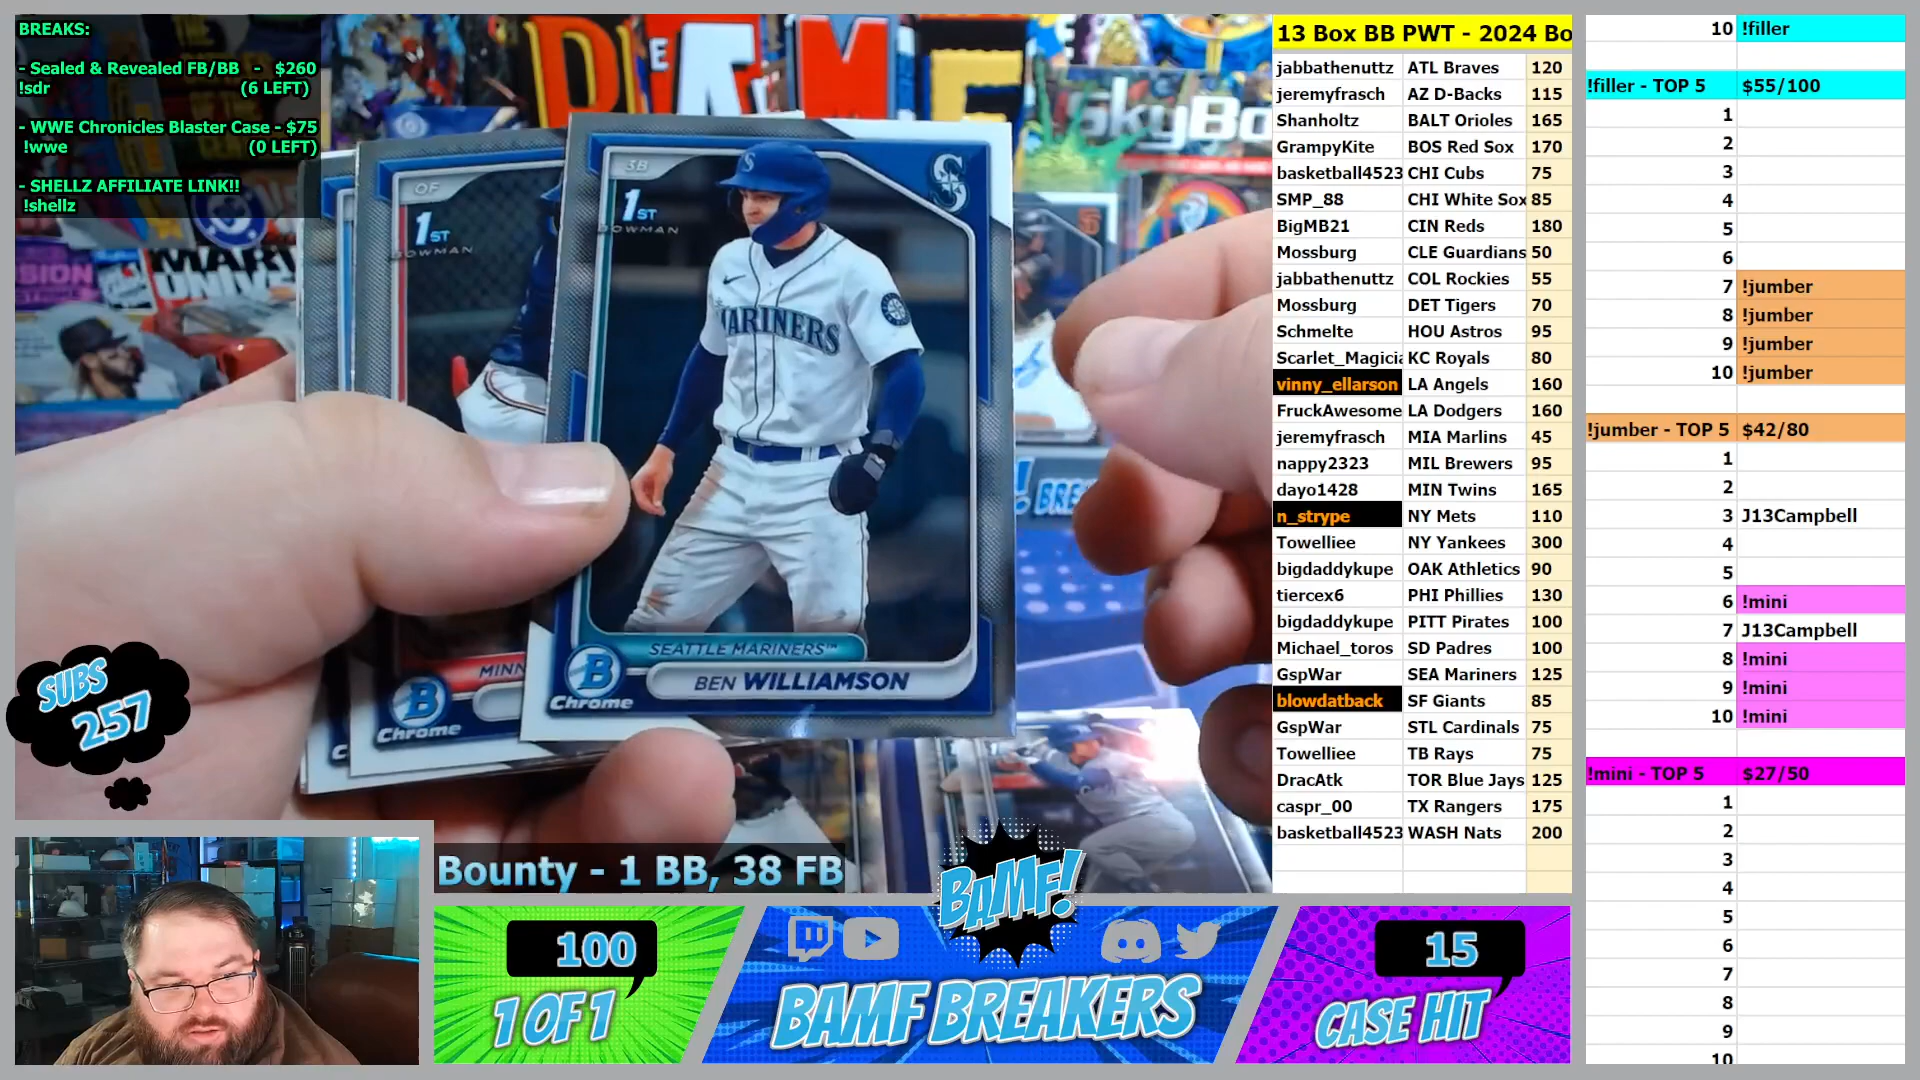 BREAKS:
- Sealed & Revealed FB/BB - $260
!sdr (6 LEFT)
- WWE Chronicles Blaster Case - $75
!wwe (0 LEFT)
- SHELLZ AFFILIATE LINK!!
!shellz
SkyBo
3B
1ST
BOWMAN
S
MARINERS
SEATTLE MARINERS™
BEN WILLIAMSON
B
Chrome
OF
1ST
BOWMAN
MINN
B
Chrome
SUBS
257
Bounty - 1 BB, 38 FB
BAMF!
100
1 OF 1
BAMF BREAKERS
15
CASE HIT
13 Box BB PWT - 2024 Bo
jabbathenuttz ATL Braves 120
jeremyfrasch AZ D-Backs 115
Shanholtz BALT Orioles 165
GrampyKite BOS Red Sox 170
basketball4523 CHI Cubs 75
SMP_88 CHI White Sox 85
BigMB21 CIN Reds 180
Mossburg CLE Guardians 50
jabbathenuttz COL Rockies 55
Mossburg DET Tigers 70
Schmelte HOU Astros 95
Scarlet_Magicia KC Royals 80
vinny_ellarson LA Angels 160
FruckAwesome LA Dodgers 160
jeremyfrasch MIA Marlins 45
nappy2323 MIL Brewers 95
dayo1428 MIN Twins 165
n_strype NY Mets 110
Towelliee NY Yankees 300
bigdaddykupe OAK Athletics 90
tiercex6 PHI Phillies 130
bigdaddykupe PITT Pirates 100
Michael_toros SD Padres 100
GspWar SEA Mariners 125
blowdatback SF Giants 85
GspWar STL Cardinals 75
Towelliee TB Rays 75
DracAtk TOR Blue Jays 125
caspr_00 TX Rangers 175
basketball4523 WASH Nats 200
10 !filler
!filler - TOP 5 $55/100
1
2
3
4
5
6
7 !jumber
8 !jumber
9 !jumber
10 !jumber
!jumber - TOP 5 $42/80
1
2
3 J13Campbell
4
5
6 !mini
7 J13Campbell
8 !mini
9 !mini
10 !mini
!mini - TOP 5 $27/50
1
2
3
4
5
6
7
8
9
10